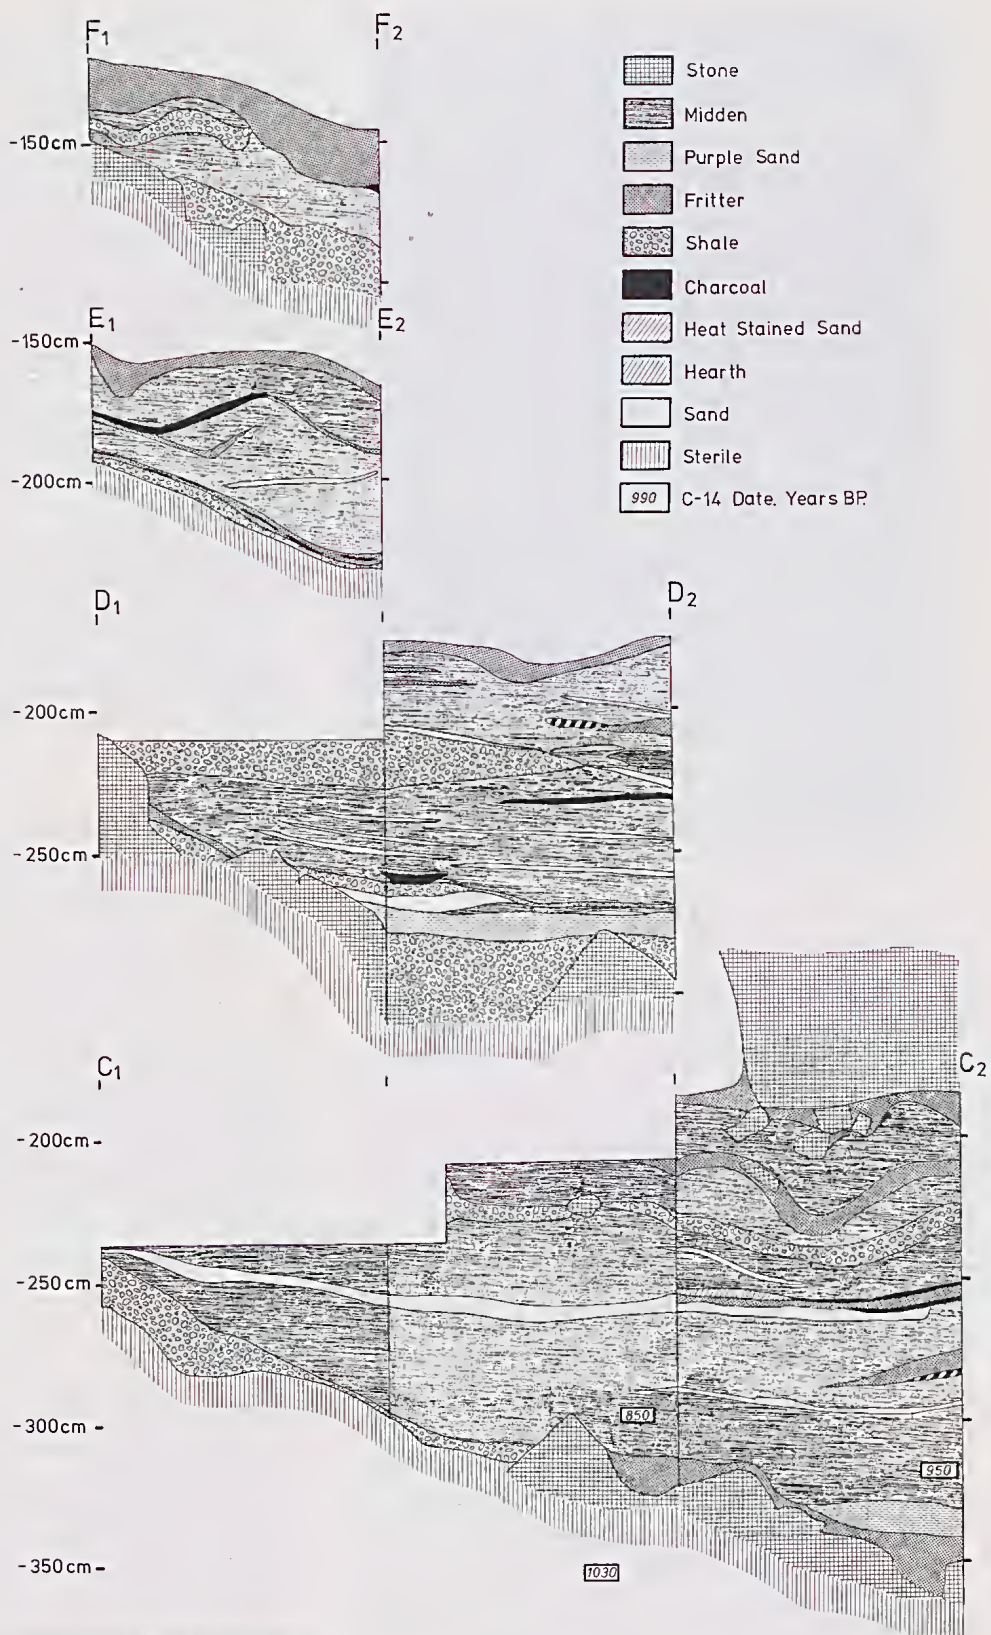 F1 F2
Stone
Midden
-150cm
Purple Sand
Fritter
Shale
Charcoal
E1 E2
Heat Stained Sand
-150cm
Hearth
Sand
Sterile
-200cm
990 C-14 Date. Years BP.
D1 D2
-200cm
-250cm
C1 C2
-200cm
-250cm
850
-300cm
950
-350cm
1030